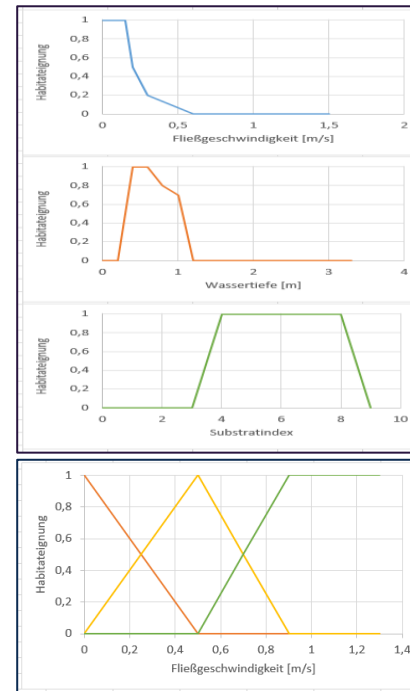 Habitateignung
1
0,8
0,6
0,4
0,2
0
0 0,5 1 1,5 2
Fließgeschwindigkeit [m/s]
Habitateignung
1
0,8
0,6
0,4
0,2
0
0 1 2 3 4
Wassertiefe [m]
Habitateignung
1
0,8
0,6
0,4
0,2
0
0 2 4 6 8 10
Substratindex
Habitateignung
1
0,8
0,6
0,4
0,2
0
0 0,2 0,4 0,6 0,8 1 1,2 1,4
Fließgeschwindigkeit [m/s]